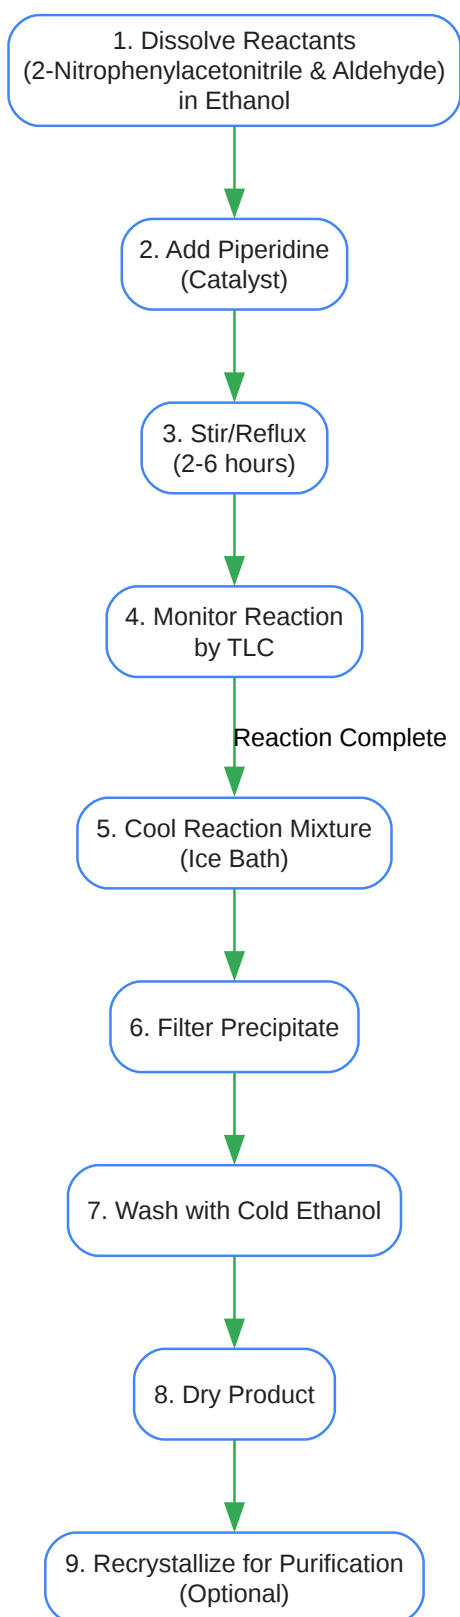 1. Dissolve Reactants
(2-Nitrophenylacetonitrile & Aldehyde)
in Ethanol
2. Add Piperidine
(Catalyst)
3. Stir/Reflux
(2-6 hours)
4. Monitor Reaction
by TLC
Reaction Complete
5. Cool Reaction Mixture
(Ice Bath)
6. Filter Precipitate
7. Wash with Cold Ethanol
8. Dry Product
9. Recrystallize for Purification
(Optional)